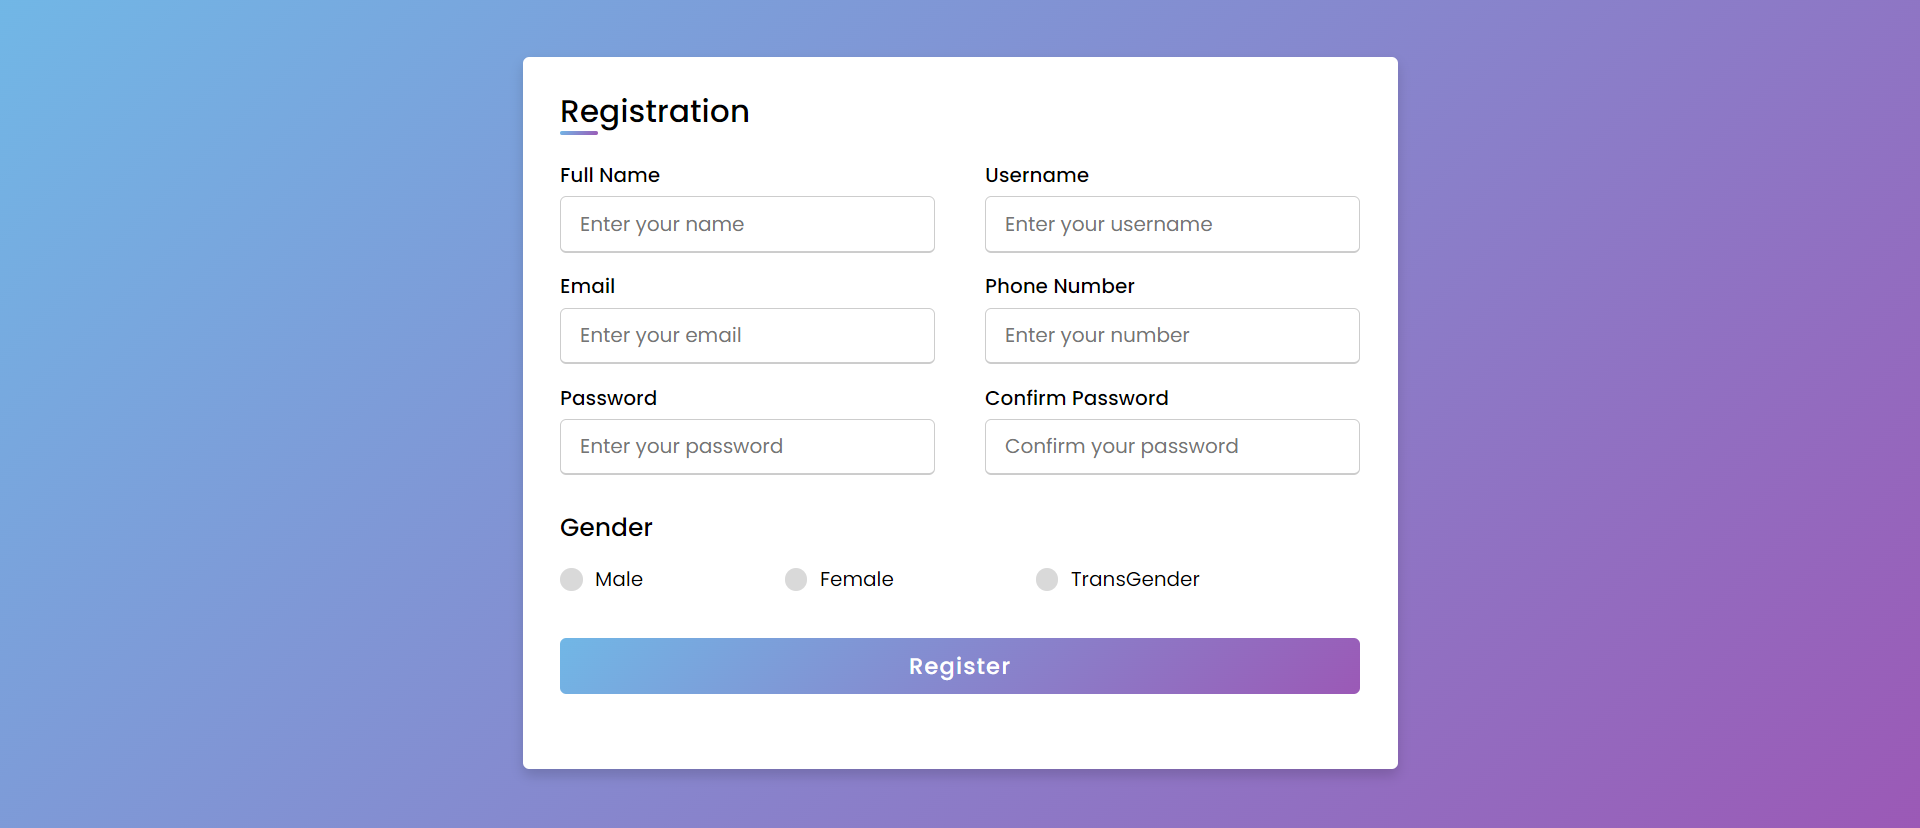 Registration
Full Name Username
Enter your name Enter your username
Email Phone Number
Enter your email Enter your number
Password Confirm Password
Enter your password Confirm your password
Gender
Male Female TransGender
Register